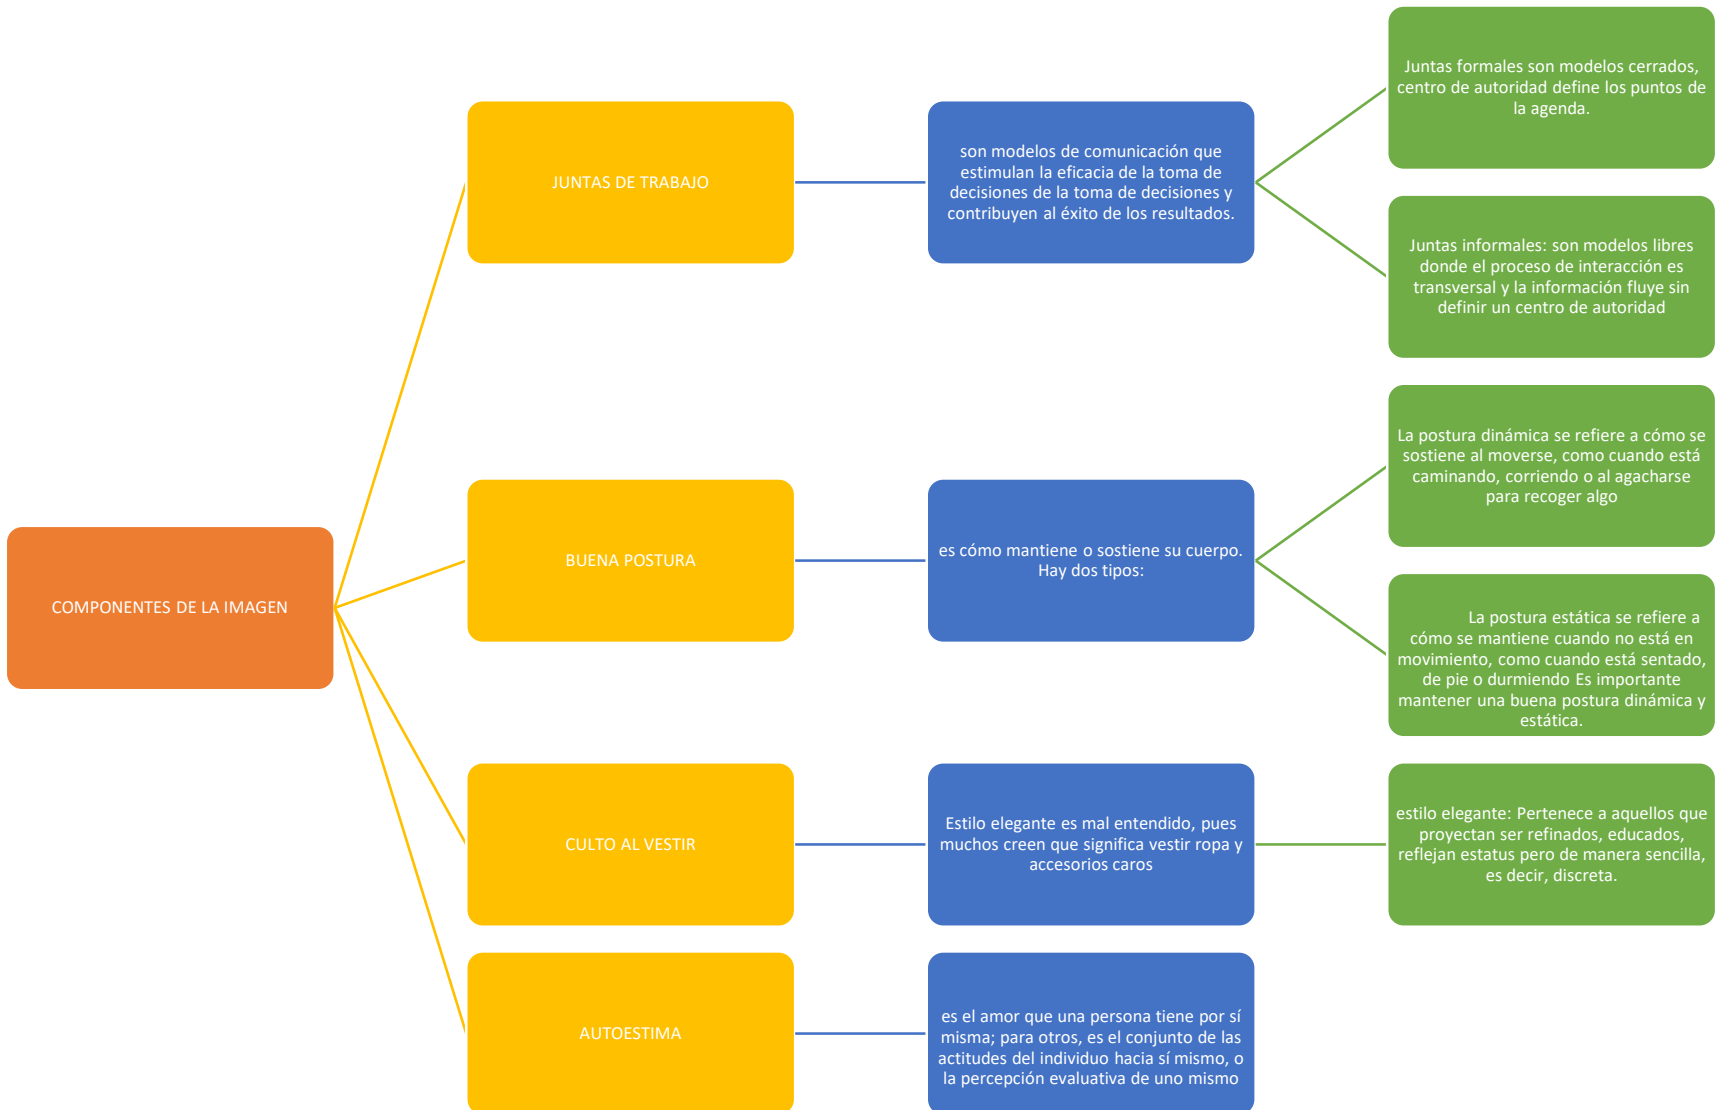 COMPONENTES DE LA IMAGEN
JUNTAS DE TRABAJO
son modelos de comunicación que
estimulan la eficacia de la toma de
decisiones de la toma de decisiones y
contribuyen al éxito de los resultados.
Juntas formales son modelos cerrados,
centro de autoridad define los puntos de
la agenda.
Juntas informales: son modelos libres
donde el proceso de interacción es
transversal y la información fluye sin
definir un centro de autoridad
BUENA POSTURA
es cómo mantiene o sostiene su cuerpo.
Hay dos tipos:
La postura dinámica se refiere a cómo se
sostiene al moverse, como cuando está
caminando, corriendo o al agacharse
para recoger algo
La postura estática se refiere a
cómo se mantiene cuando no está en
movimiento, como cuando está sentado,
de pie o durmiendo Es importante
mantener una buena postura dinámica y
estática.
CULTO AL VESTIR
Estilo elegante es mal entendido, pues
muchos creen que significa vestir ropa y
accesorios caros
estilo elegante: Pertenece a aquellos que
proyectan ser refinados, educados,
reflejan estatus pero de manera sencilla,
es decir, discreta.
AUTOESTIMA
es el amor que una persona tiene por sí
misma; para otros, es el conjunto de las
actitudes del individuo hacia sí mismo, o
la percepción evaluativa de uno mismo